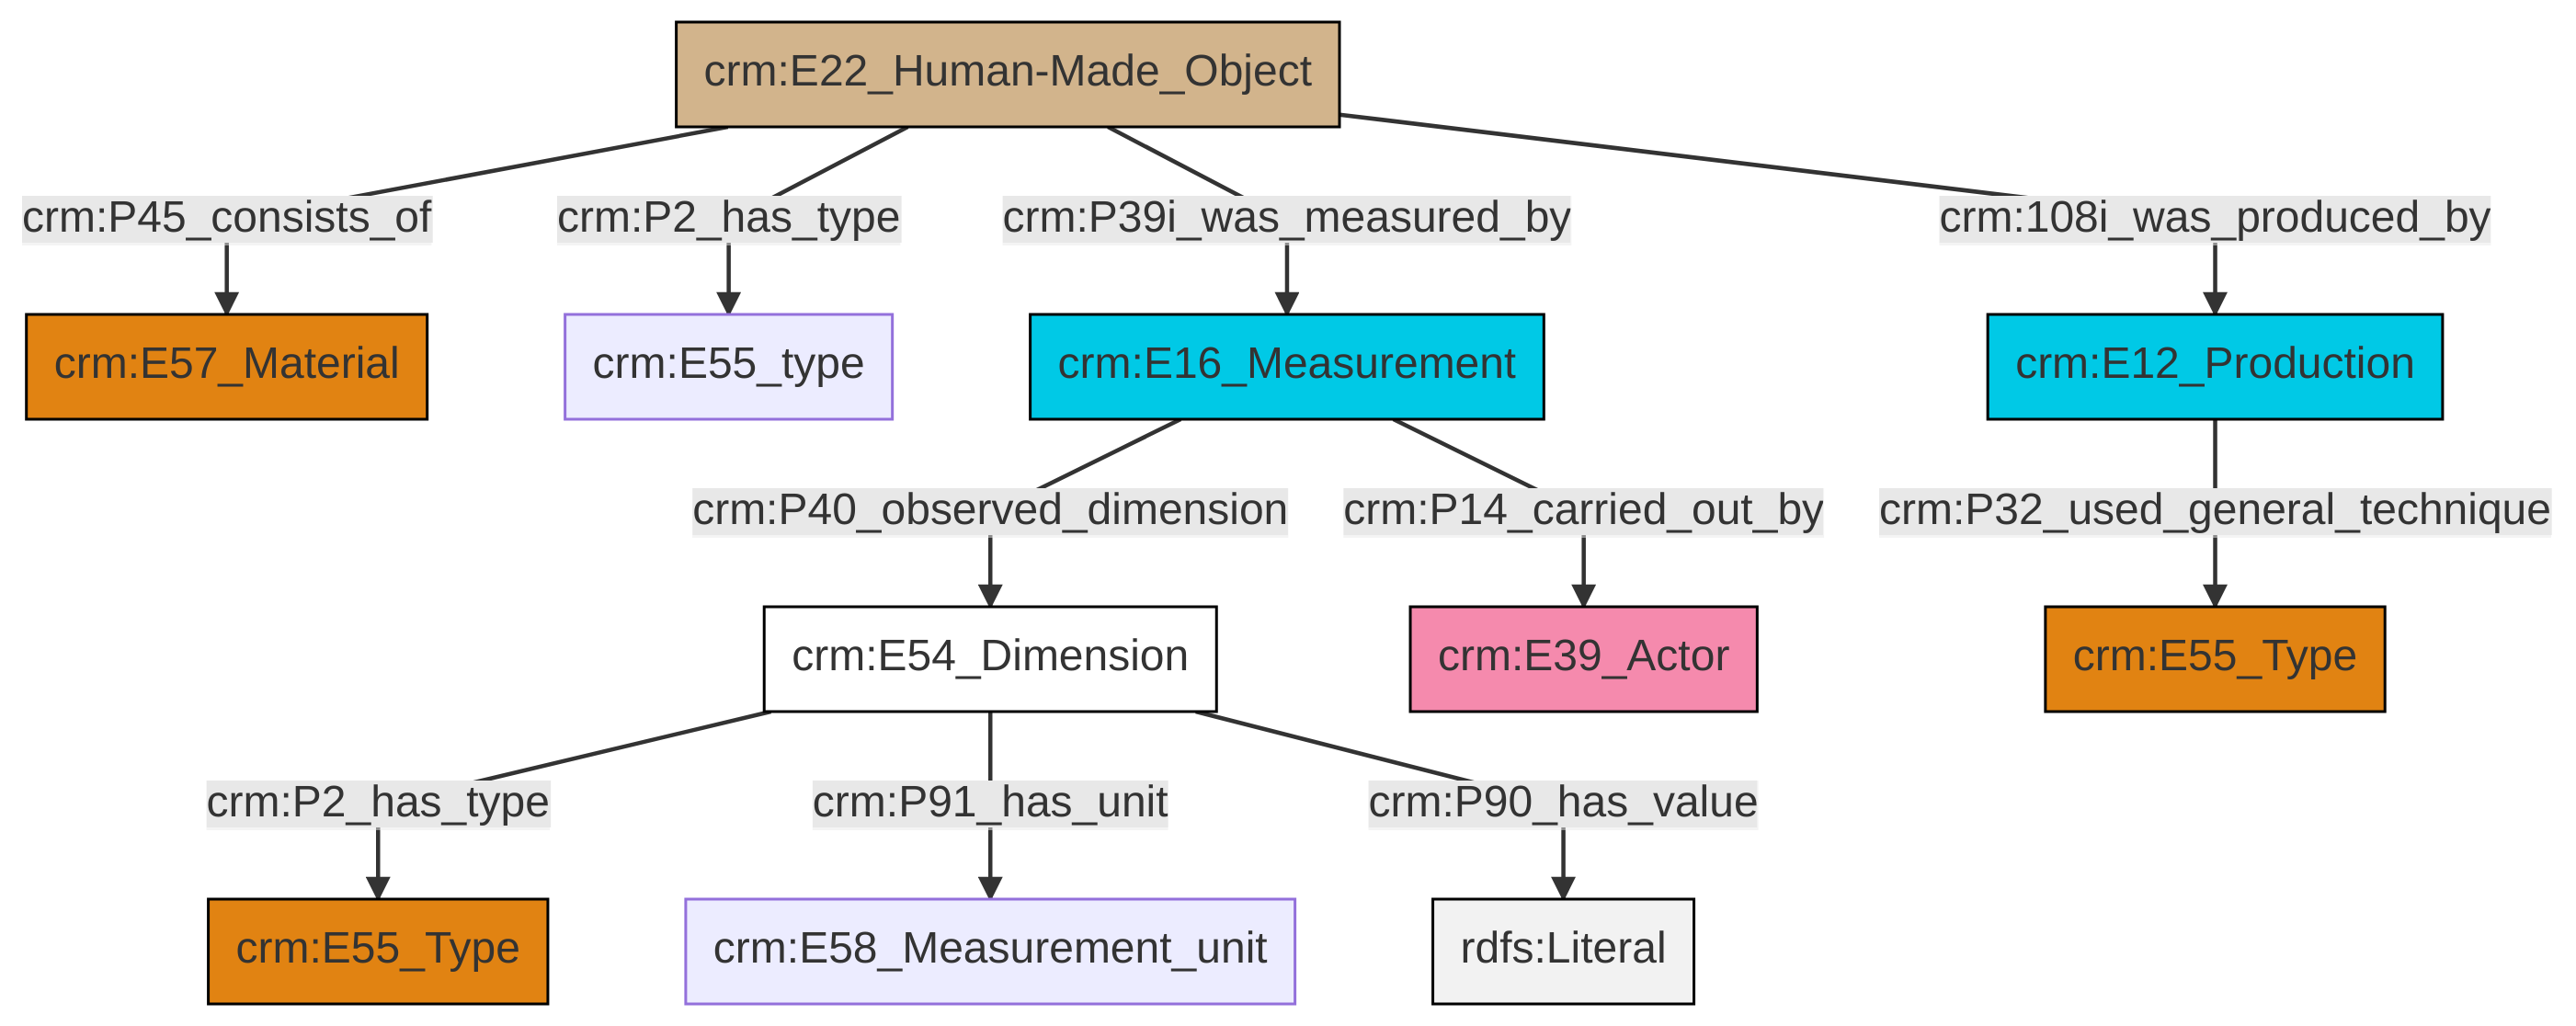 crm:E22_Human-Made_Object
crm:P45_consists_of
crm:P2_has_type
crm:P39i_was_measured_by
crm:108i_was_produced_by
crm:E57_Material
crm:E55_type
crm:E16_Measurement
crm:E12_Production
crm:P40_observed_dimension
crm:P14_carried_out_by
crm:P32_used_general_technique
crm:E54_Dimension
crm:E39_Actor
crm:E55_Type
crm:P2_has_type
crm:P91_has_unit
crm:P90_has_value
crm:E55_Type
crm:E58_Measurement_unit
rdfs:Literal